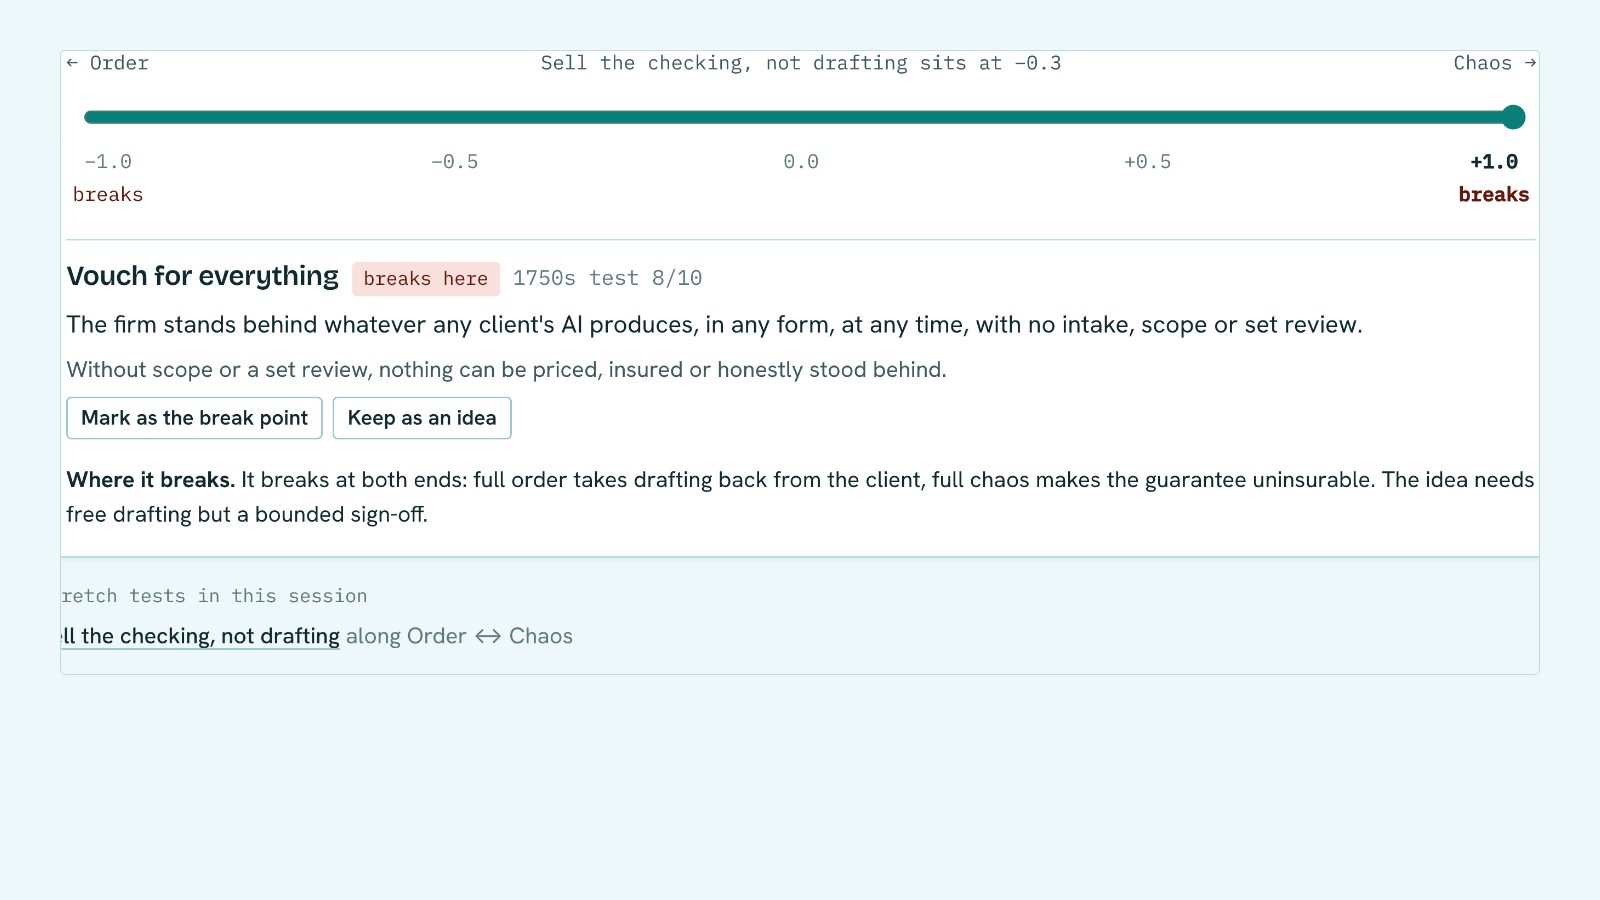 ← Order Sell the checking, not drafting sits at −0.3 Chaos →
−1.0 −0.5 0.0 +0.5 +1.0
breaks breaks
Vouch for everything breaks here 1750s test 8/10
The firm stands behind whatever any client's AI produces, in any form, at any time, with no intake, scope or set review.
Without scope or a set review, nothing can be priced, insured or honestly stood behind.
Mark as the break point Keep as an idea
Where it breaks. It breaks at both ends: full order takes drafting back from the client, full chaos makes the guarantee uninsurable. The idea needs
free drafting but a bounded sign-off.
retch tests in this session
ell the checking, not drafting along Order ↔ Chaos